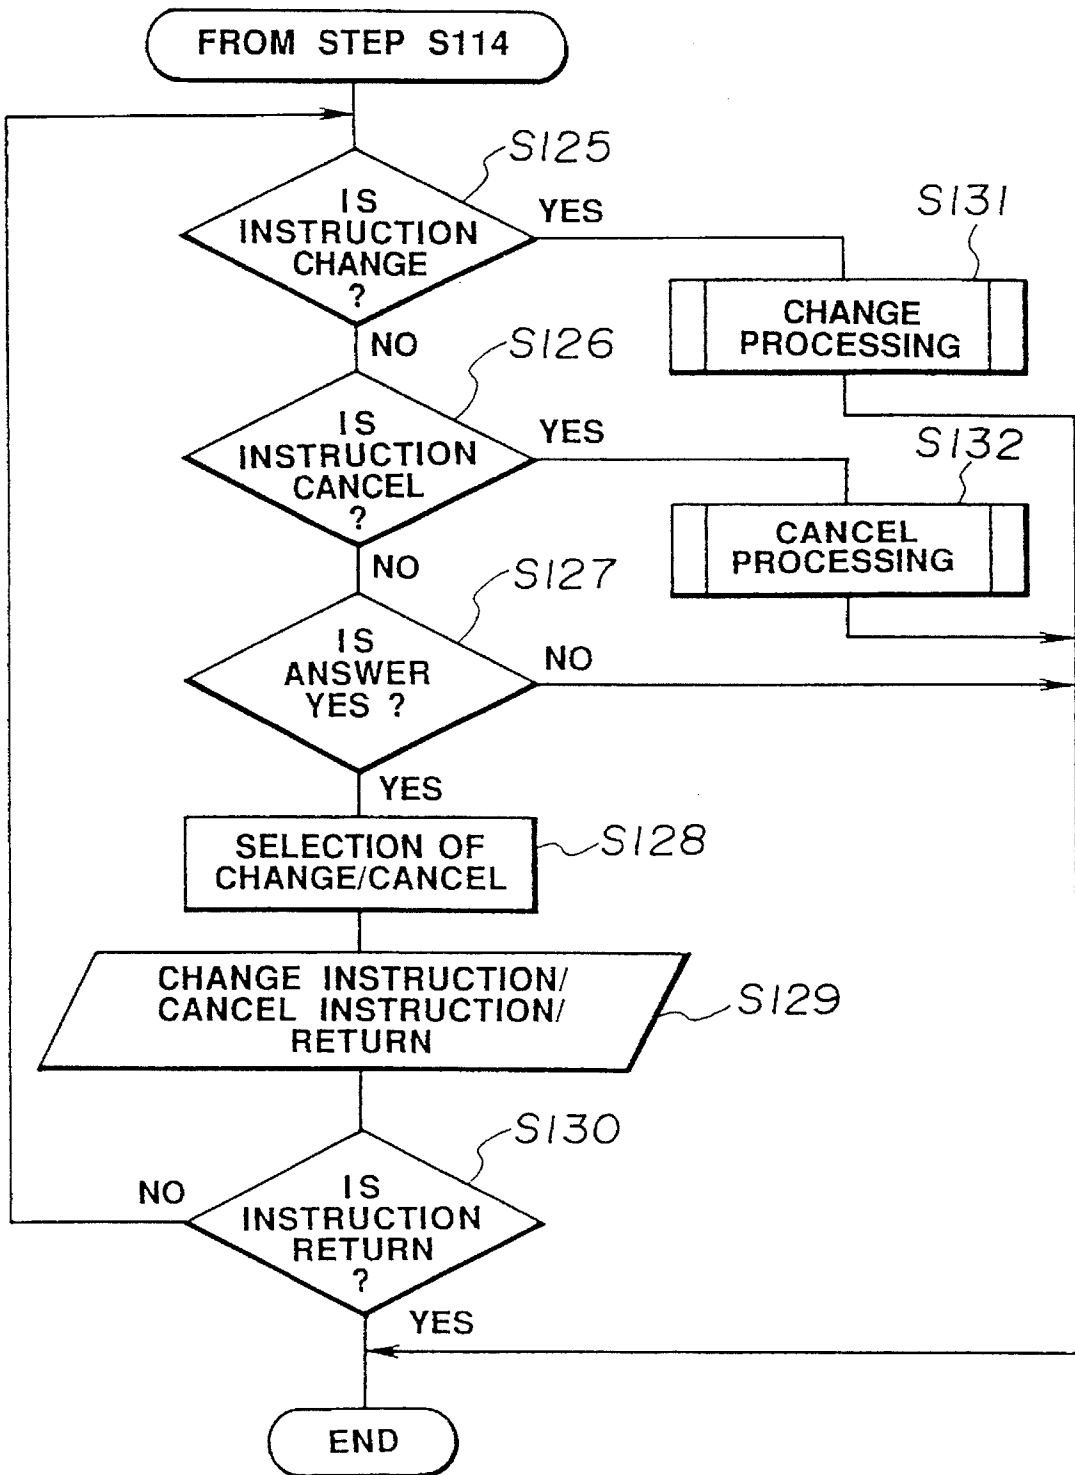 FROM STEP S114
S125
IS
INSTRUCTION
CHANGE
?
YES
S131
CHANGE
PROCESSING
NO
S126
IS
INSTRUCTION
CANCEL
?
YES
S132
CANCEL
PROCESSING
NO
S127
IS
ANSWER
YES ?
NO
YES
SELECTION OF
CHANGE/CANCEL
S128
CHANGE INSTRUCTION/
CANCEL INSTRUCTION/
RETURN
S129
S130
NO
IS
INSTRUCTION
RETURN
?
YES
END